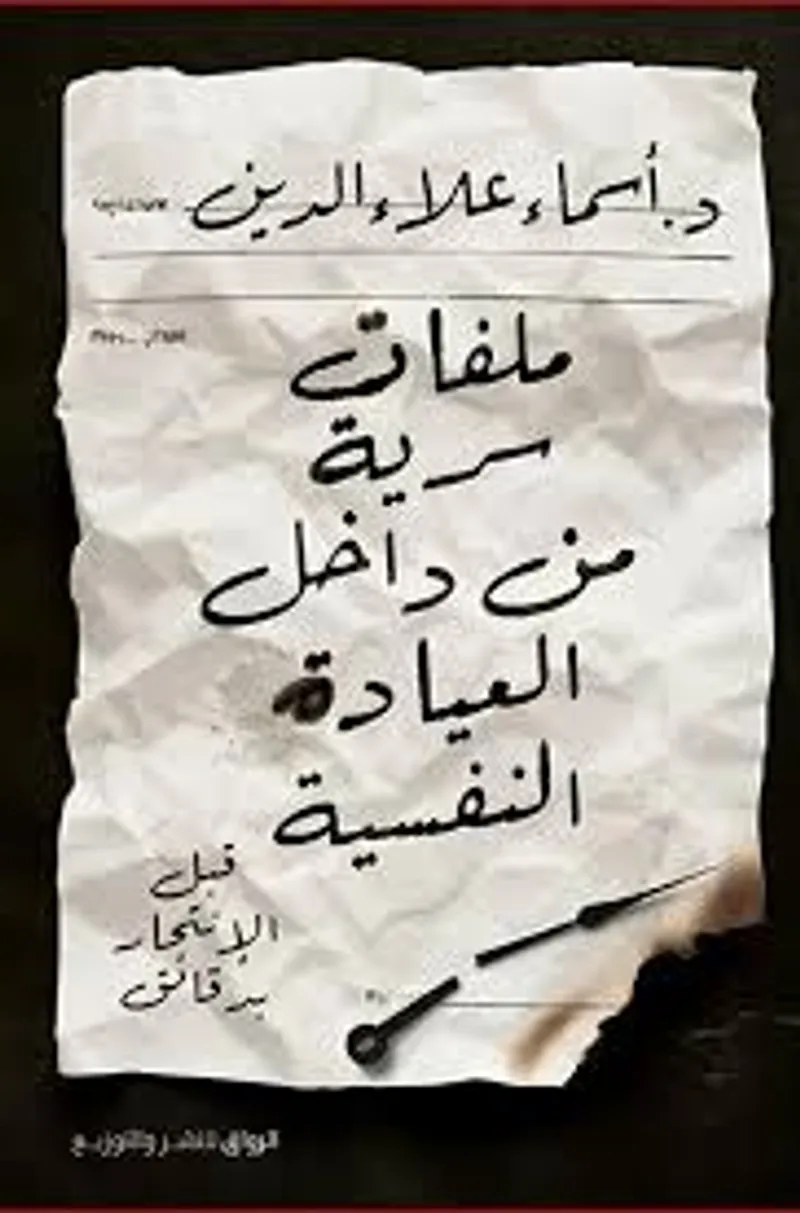 د. أسماء علاء الدين
ملفات
سرية
من داخل
العيادة
النفسية
قبل
الإنتحار
بدقائق
الرواق للنشر والتوزيع